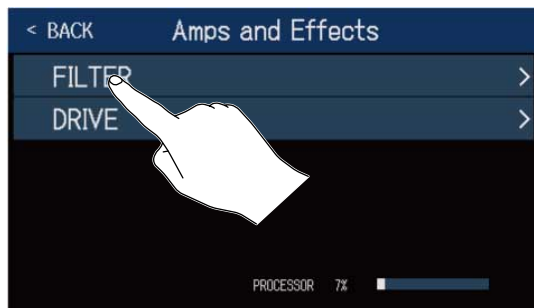 < BACK Amps and Effects
FILTER >
DRIVE >
PROCESSOR 7%